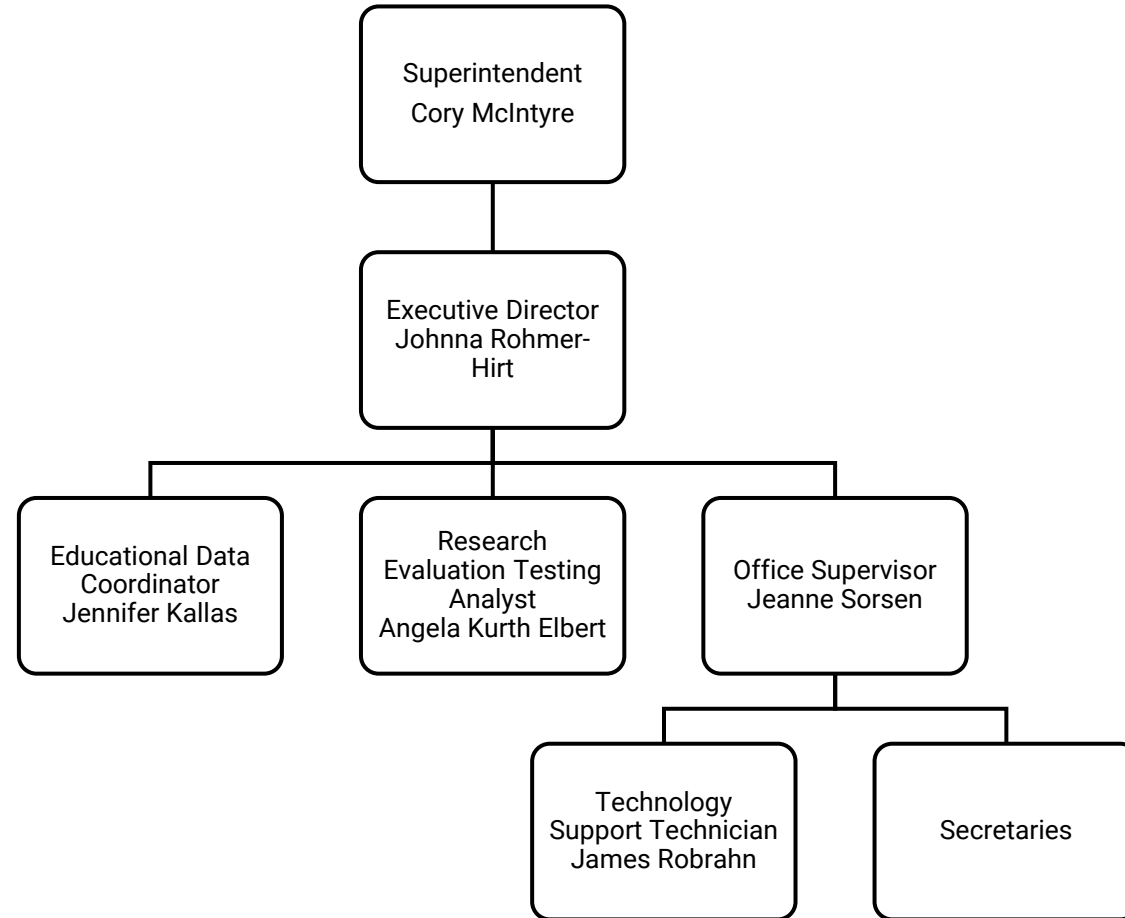 Superintendent
Cory McIntyre
Executive Director
Johnna Rohmer-
Hirt
Educational Data
Coordinator
Jennifer Kallas
Research
Evaluation Testing
Analyst
Angela Kurth Elbert
Office Supervisor
Jeanne Sorsen
Technology
Support Technician
James Robrahn
Secretaries